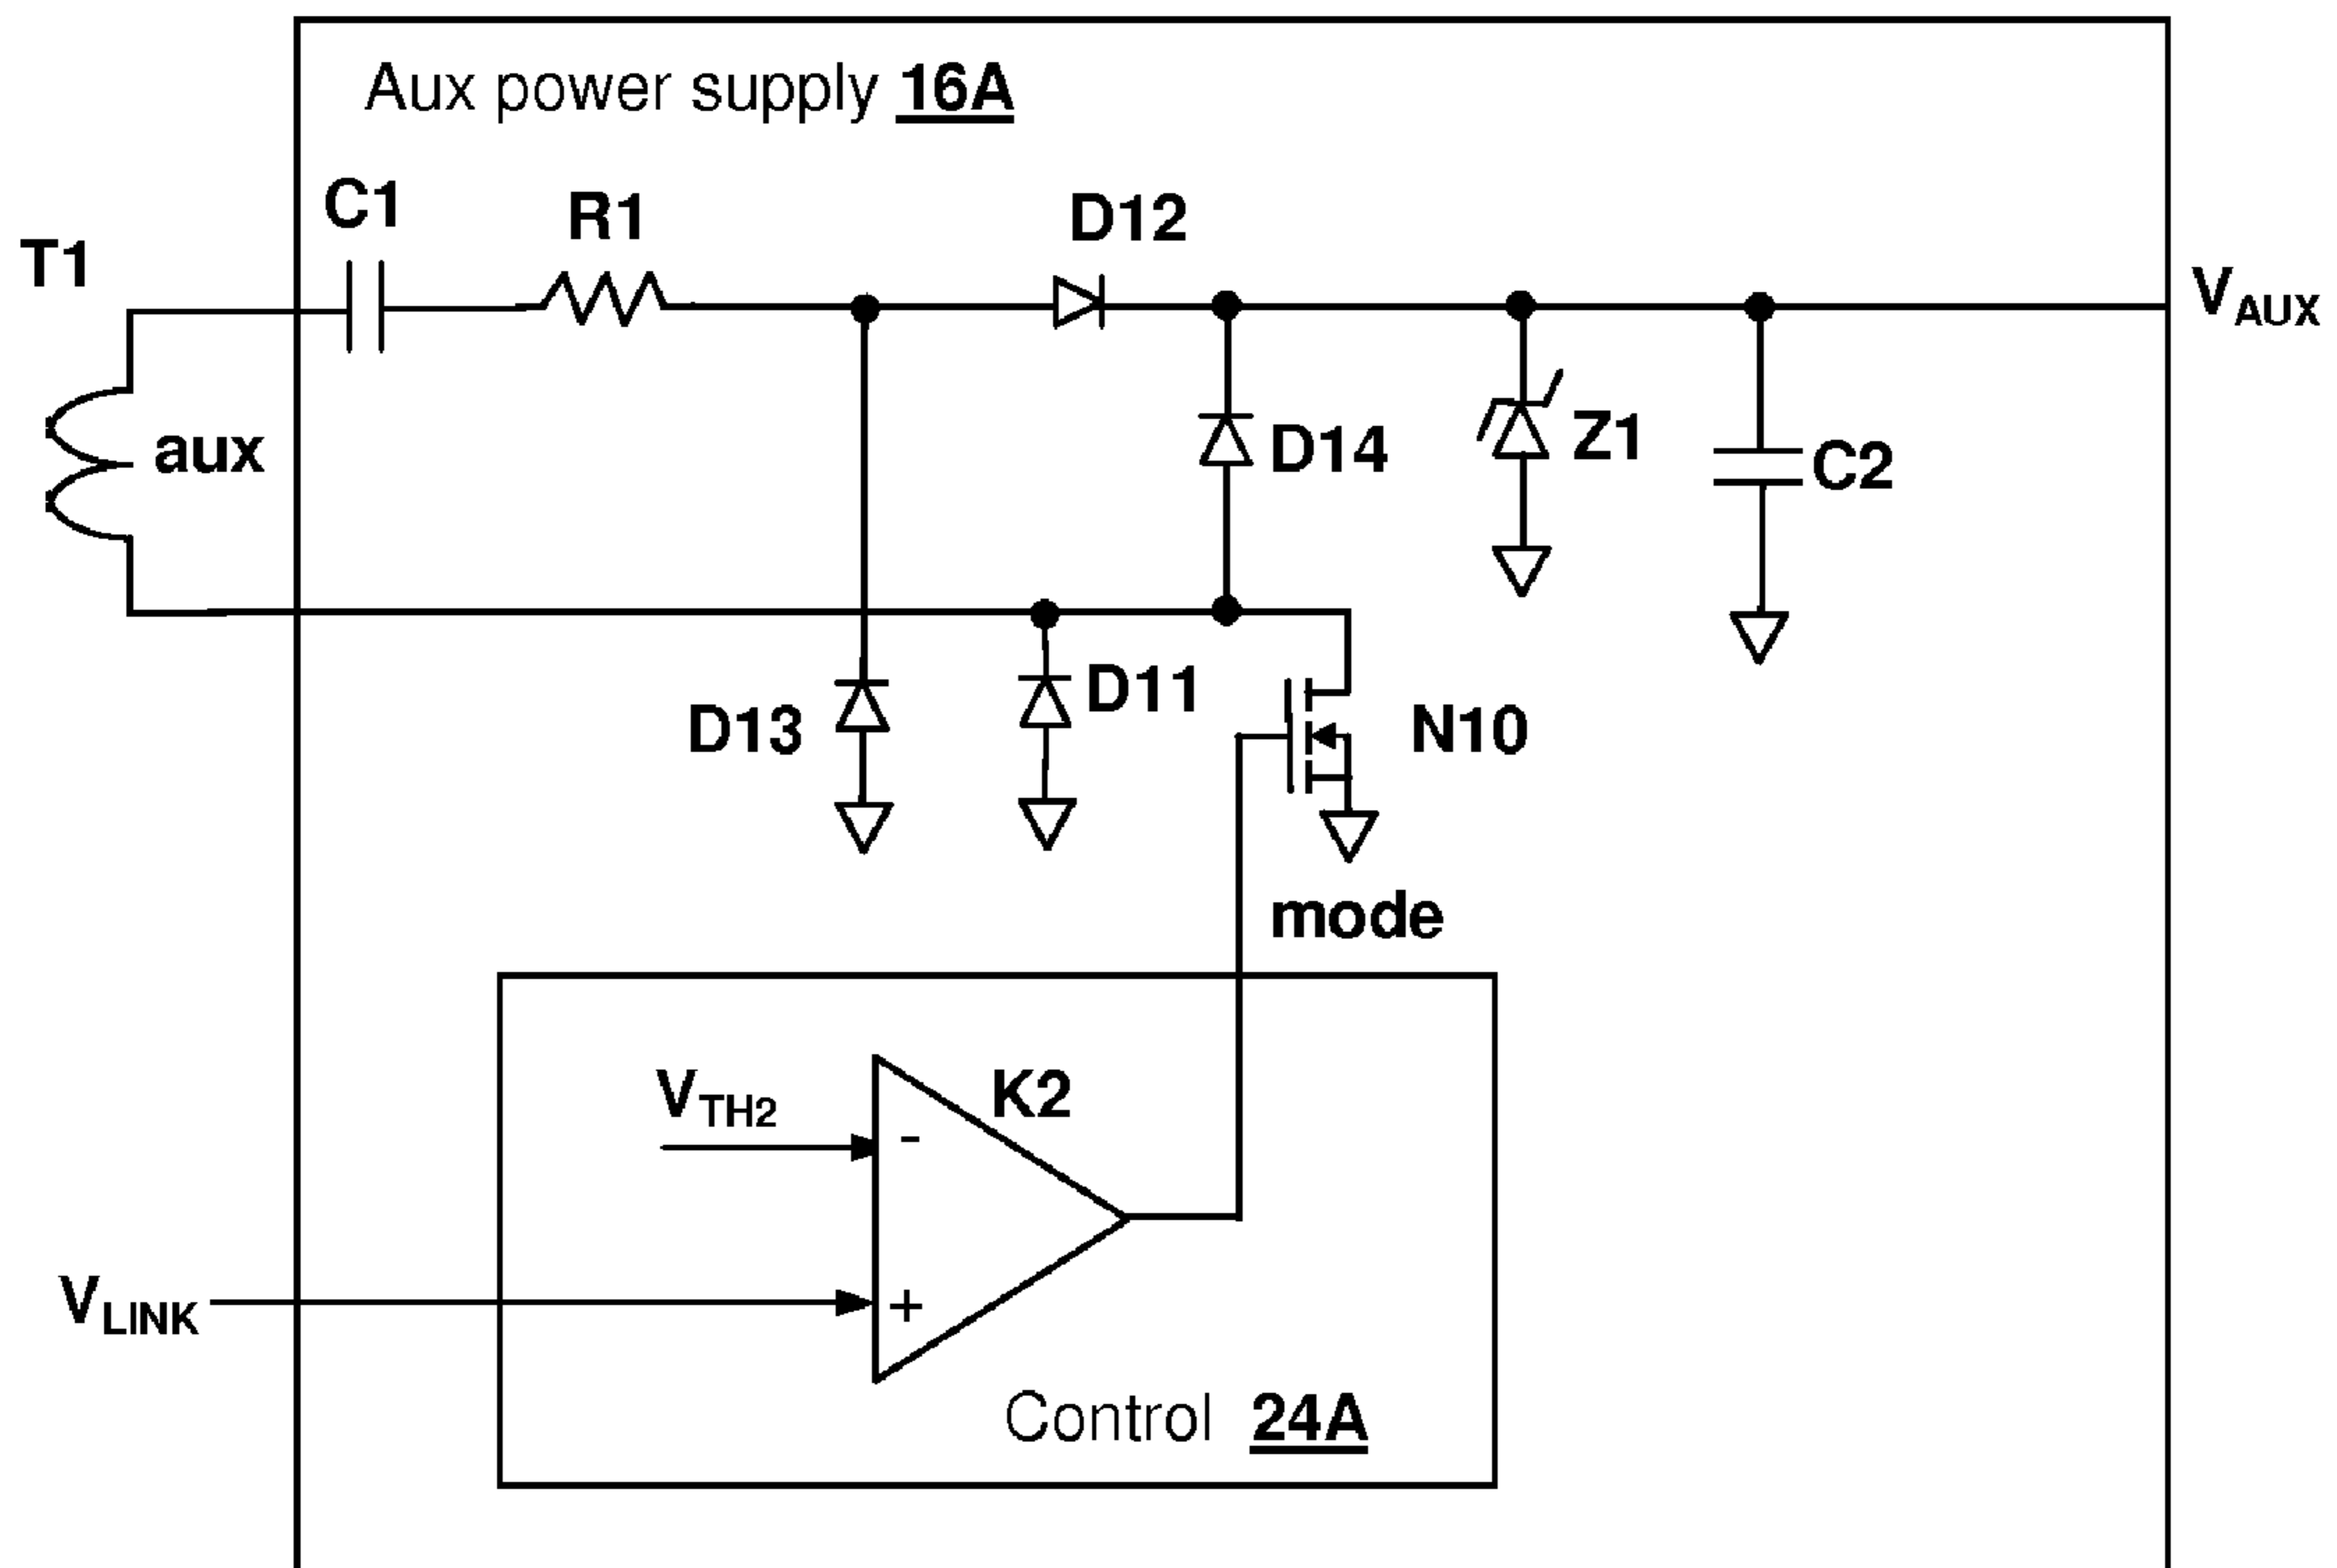 Aux power supply 16A
C1
R1
D12
T1
VAUX
aux
D14
Z1
C2
D13
D11
N10
mode
VTH2
K2
-
VLINK
+
Control 24A